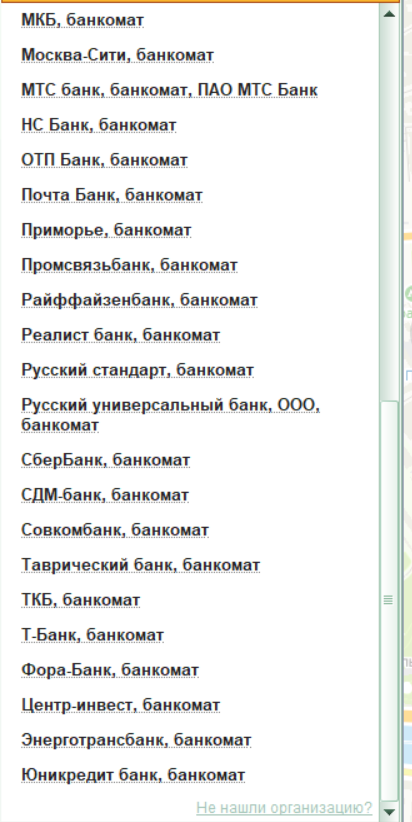 МКБ, банкомат
Москва-Сити, банкомат
МТС банк, банкомат, ПАО МТС Банк
НС Банк, банкомат
ОТП Банк, банкомат
Почта Банк, банкомат
Приморье, банкомат
Промсвязьбанк, банкомат
Райффайзенбанк, банкомат
Реалист банк, банкомат
Русский стандарт, банкомат
Русский универсальный банк, ООО,
банкомат
СберБанк, банкомат
СДМ-банк, банкомат
Совкомбанк, банкомат
Таврический банк, банкомат
ТКБ, банкомат
Т-Банк, банкомат
Фора-Банк, банкомат
Центр-инвест, банкомат
Энерготрансбанк, банкомат
Юникредит банк, банкомат
Не нашли организацию?